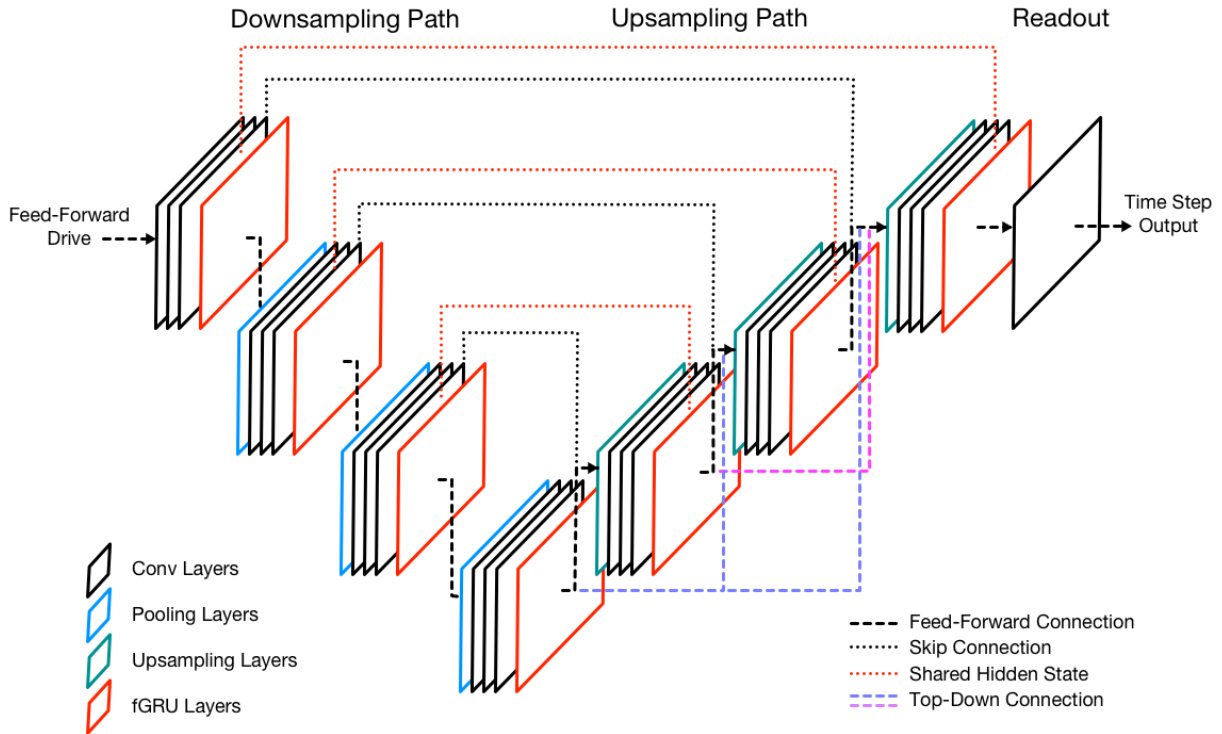 Downsampling Path
Upsampling Path
Readout
Feed-Forward
Drive
Time Step
Output
Conv Layers
Pooling Layers
Upsampling Layers
fGRU Layers
Feed-Forward Connection
Skip Connection
Shared Hidden State
Top-Down Connection